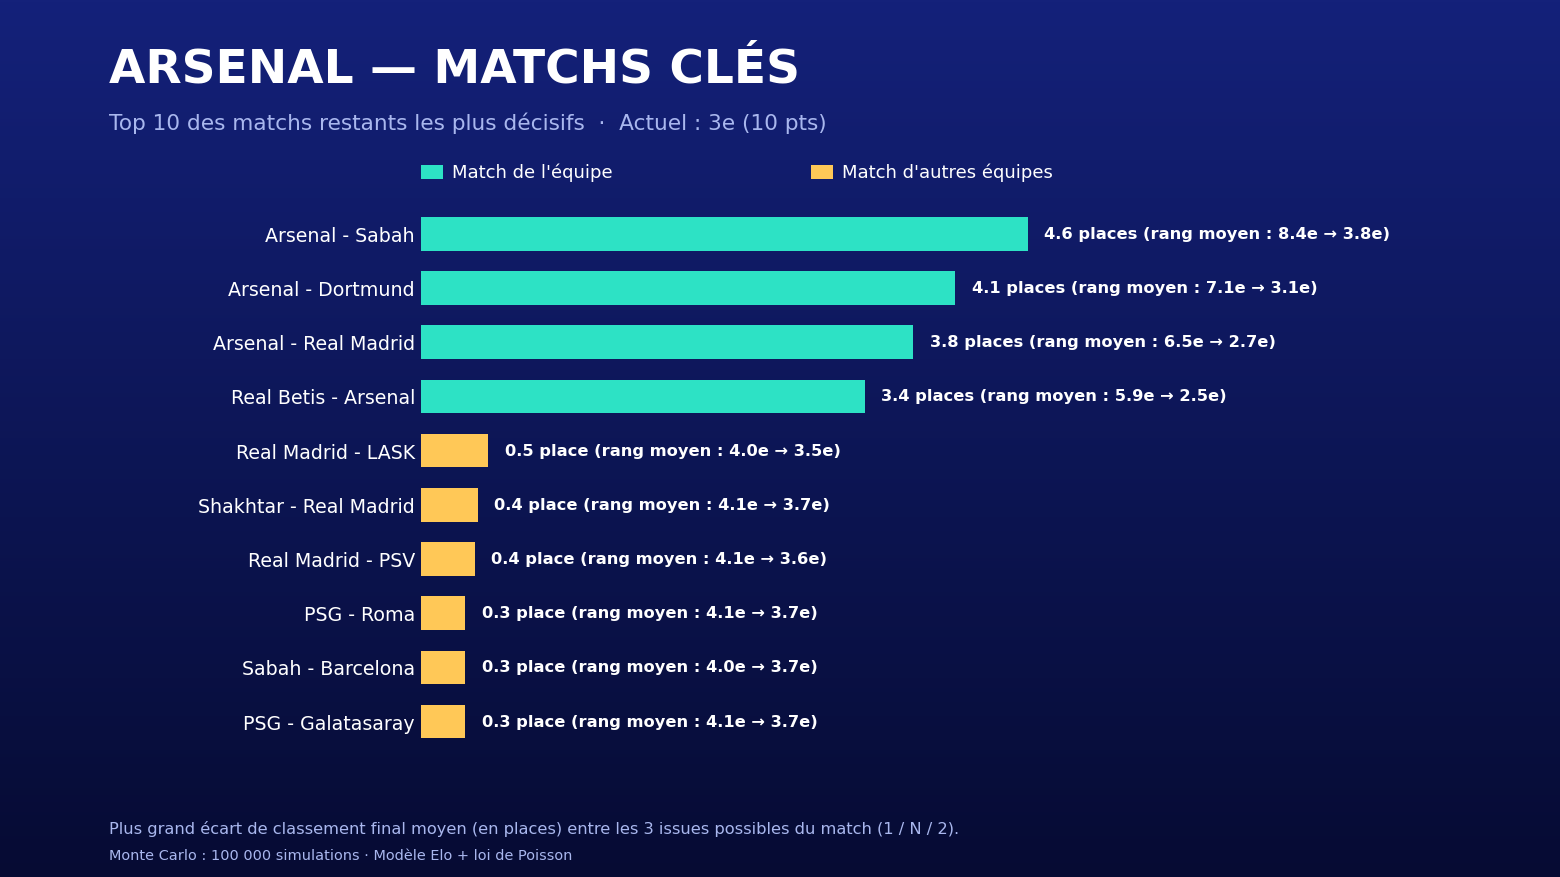 ARSENAL — MATCHS CLÉS
Top 10 des matchs restants les plus décisifs · Actuel : 3e (10 pts)
Match de l'équipe
Match d'autres équipes
Arsenal - Sabah 4.6 places (rang moyen : 8.4e → 3.8e)
Arsenal - Dortmund 4.1 places (rang moyen : 7.1e → 3.1e)
Arsenal - Real Madrid 3.8 places (rang moyen : 6.5e → 2.7e)
Real Betis - Arsenal 3.4 places (rang moyen : 5.9e → 2.5e)
Real Madrid - LASK 0.5 place (rang moyen : 4.0e → 3.5e)
Shakhtar - Real Madrid 0.4 place (rang moyen : 4.1e → 3.7e)
Real Madrid - PSV 0.4 place (rang moyen : 4.1e → 3.6e)
PSG - Roma 0.3 place (rang moyen : 4.1e → 3.7e)
Sabah - Barcelona 0.3 place (rang moyen : 4.0e → 3.7e)
PSG - Galatasaray 0.3 place (rang moyen : 4.1e → 3.7e)
Plus grand écart de classement final moyen (en places) entre les 3 issues possibles du match (1 / N / 2).
Monte Carlo : 100 000 simulations · Modèle Elo + loi de Poisson